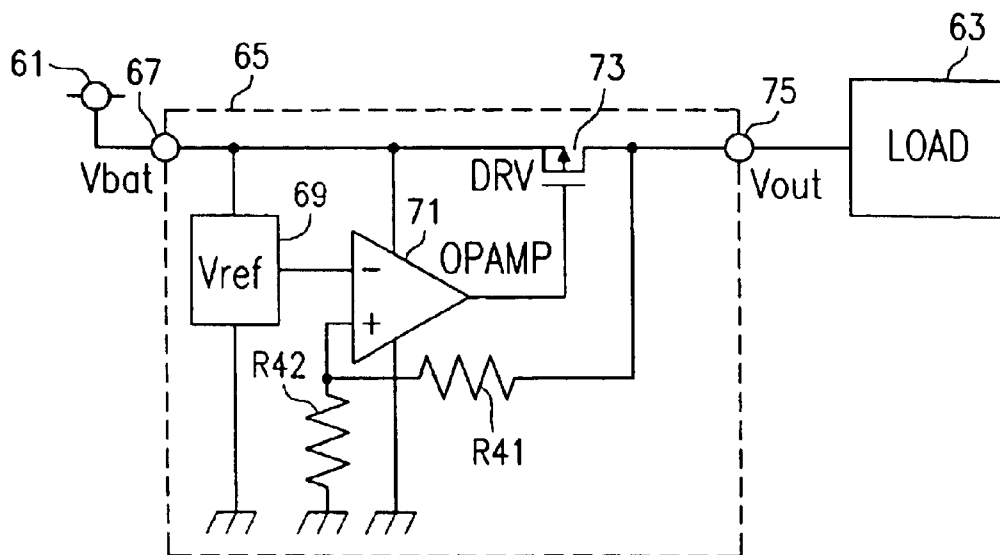 61
67
65
73
75
63
Vbat
DRV
Vout
LOAD
69
71
Vref
OPAMP
−
+
R42
R41